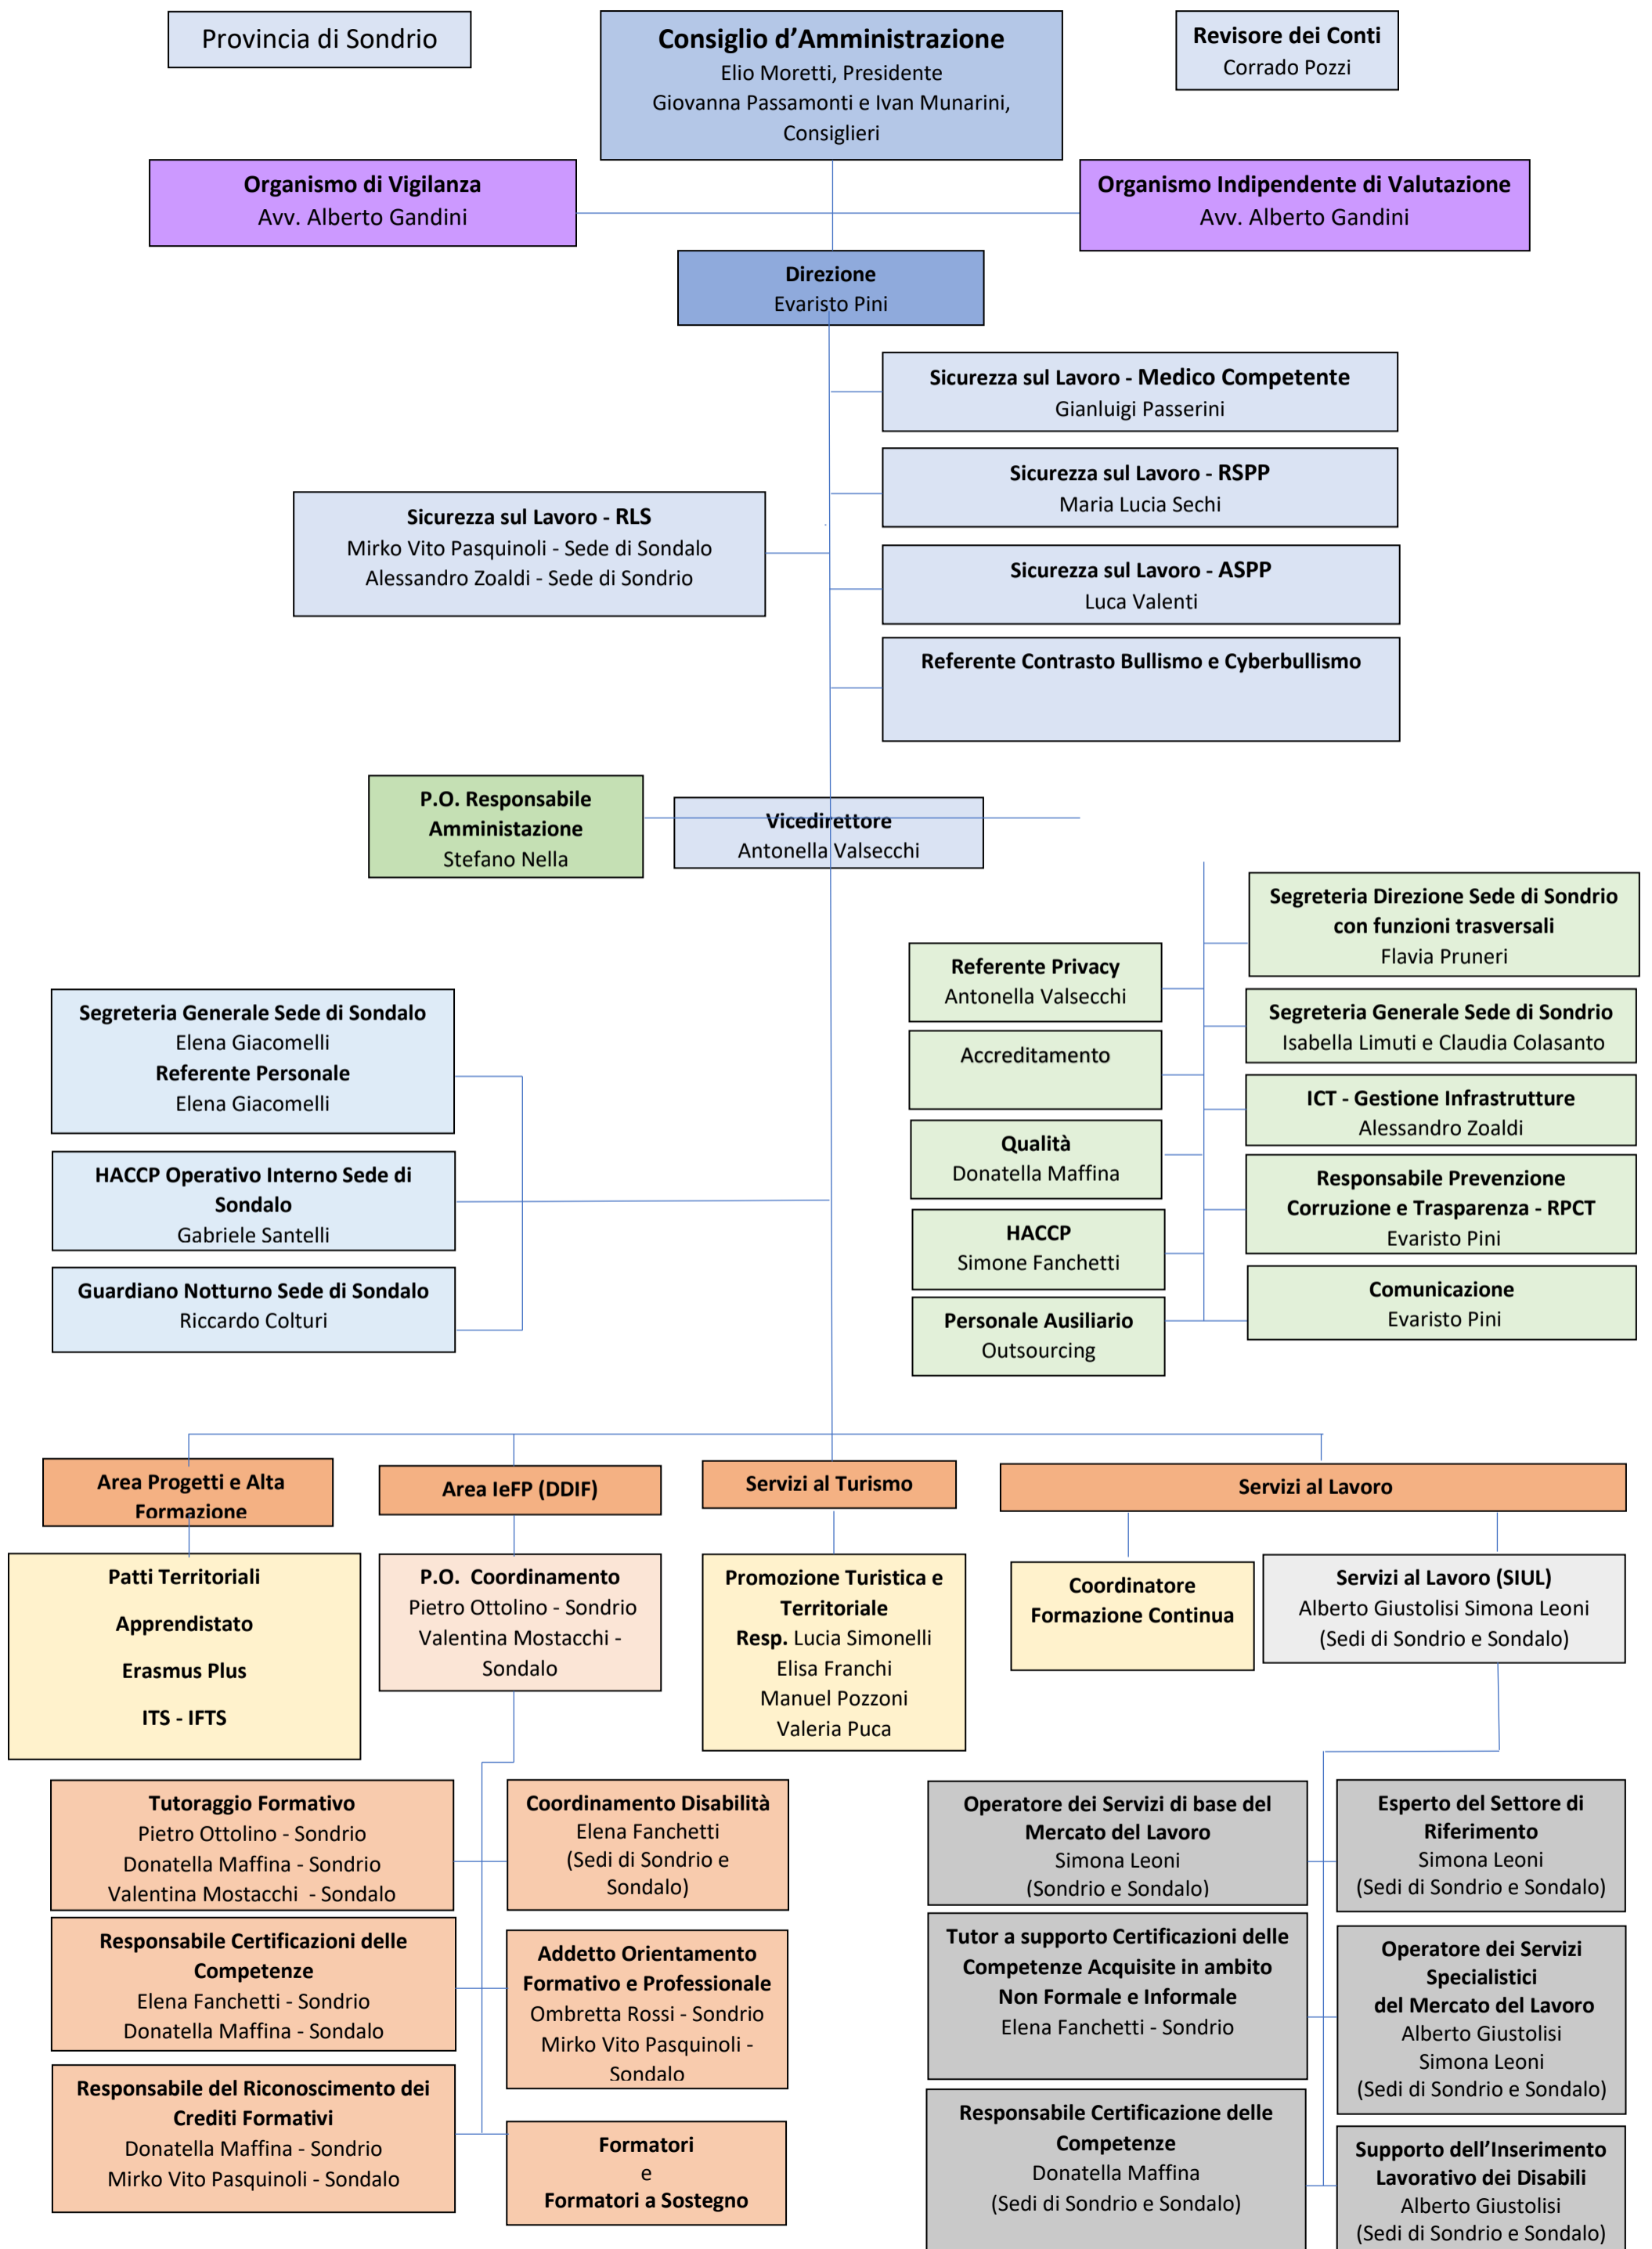 Provincia di Sondrio
Consiglio d’Amministrazione
Elio Moretti, Presidente
Giovanna Passamonti e Ivan Munarini,
Consiglieri
Revisore dei Conti
Corrado Pozzi
Organismo di Vigilanza
Avv. Alberto Gandini
Organismo Indipendente di Valutazione
Avv. Alberto Gandini
Direzione
Evaristo Pini
Sicurezza sul Lavoro - Medico Competente
Gianluigi Passerini
Sicurezza sul Lavoro - RSPP
Maria Lucia Sechi
Sicurezza sul Lavoro - RLS
Mirko Vito Pasquinoli - Sede di Sondalo
Alessandro Zoaldi - Sede di Sondrio
Sicurezza sul Lavoro - ASPP
Luca Valenti
Referente Contrasto Bullismo e Cyberbullismo
P.O. Responsabile
Amministazione
Stefano Nella
Vicedirettore
Antonella Valsecchi
Segreteria Direzione Sede di Sondrio
con funzioni trasversali
Flavia Pruneri
Referente Privacy
Antonella Valsecchi
Segreteria Generale Sede di Sondrio
Isabella Limuti e Claudia Colasanto
Accreditamento
ICT - Gestione Infrastrutture
Alessandro Zoaldi
Qualità
Donatella Maffina
Responsabile Prevenzione
Corruzione e Trasparenza - RPCT
Evaristo Pini
HACCP
Simone Fanchetti
Comunicazione
Evaristo Pini
Personale Ausiliario
Outsourcing
Segreteria Generale Sede di Sondalo
Elena Giacomelli
Referente Personale
Elena Giacomelli
HACCP Operativo Interno Sede di
Sondalo
Gabriele Santelli
Guardiano Notturno Sede di Sondalo
Riccardo Colturi
Area Progetti e Alta
Formazione
Area IeFP (DDIF)
Servizi al Turismo
Servizi al Lavoro
Patti Territoriali
Apprendistato
Erasmus Plus
ITS - IFTS
P.O. Coordinamento
Pietro Ottolino - Sondrio
Valentina Mostacchi -
Sondalo
Promozione Turistica e
Territoriale
Resp. Lucia Simonelli
Elisa Franchi
Manuel Pozzoni
Valeria Puca
Coordinatore
Formazione Continua
Servizi al Lavoro (SIUL)
Alberto Giustolisi Simona Leoni
(Sedi di Sondrio e Sondalo)
Tutoraggio Formativo
Pietro Ottolino - Sondrio
Donatella Maffina - Sondrio
Valentina Mostacchi - Sondalo
Coordinamento Disabilità
Elena Fanchetti
(Sedi di Sondrio e
Sondalo)
Responsabile Certificazioni delle
Competenze
Elena Fanchetti - Sondrio
Donatella Maffina - Sondalo
Addetto Orientamento
Formativo e Professionale
Ombretta Rossi - Sondrio
Mirko Vito Pasquinoli -
Sondalo
Responsabile del Riconoscimento dei
Crediti Formativi
Donatella Maffina - Sondrio
Mirko Vito Pasquinoli - Sondalo
Formatori
e
Formatori a Sostegno
Operatore dei Servizi di base del
Mercato del Lavoro
Simona Leoni
(Sondrio e Sondalo)
Esperto del Settore di
Riferimento
Simona Leoni
(Sedi di Sondrio e Sondalo)
Tutor a supporto Certificazioni delle
Competenze Acquisite in ambito
Non Formale e Informale
Elena Fanchetti - Sondrio
Operatore dei Servizi
Specialistici
del Mercato del Lavoro
Alberto Giustolisi
Simona Leoni
(Sedi di Sondrio e Sondalo)
Responsabile Certificazione delle
Competenze
Donatella Maffina
(Sedi di Sondrio e Sondalo)
Supporto dell’Inserimento
Lavorativo dei Disabili
Alberto Giustolisi
(Sedi di Sondrio e Sondalo)